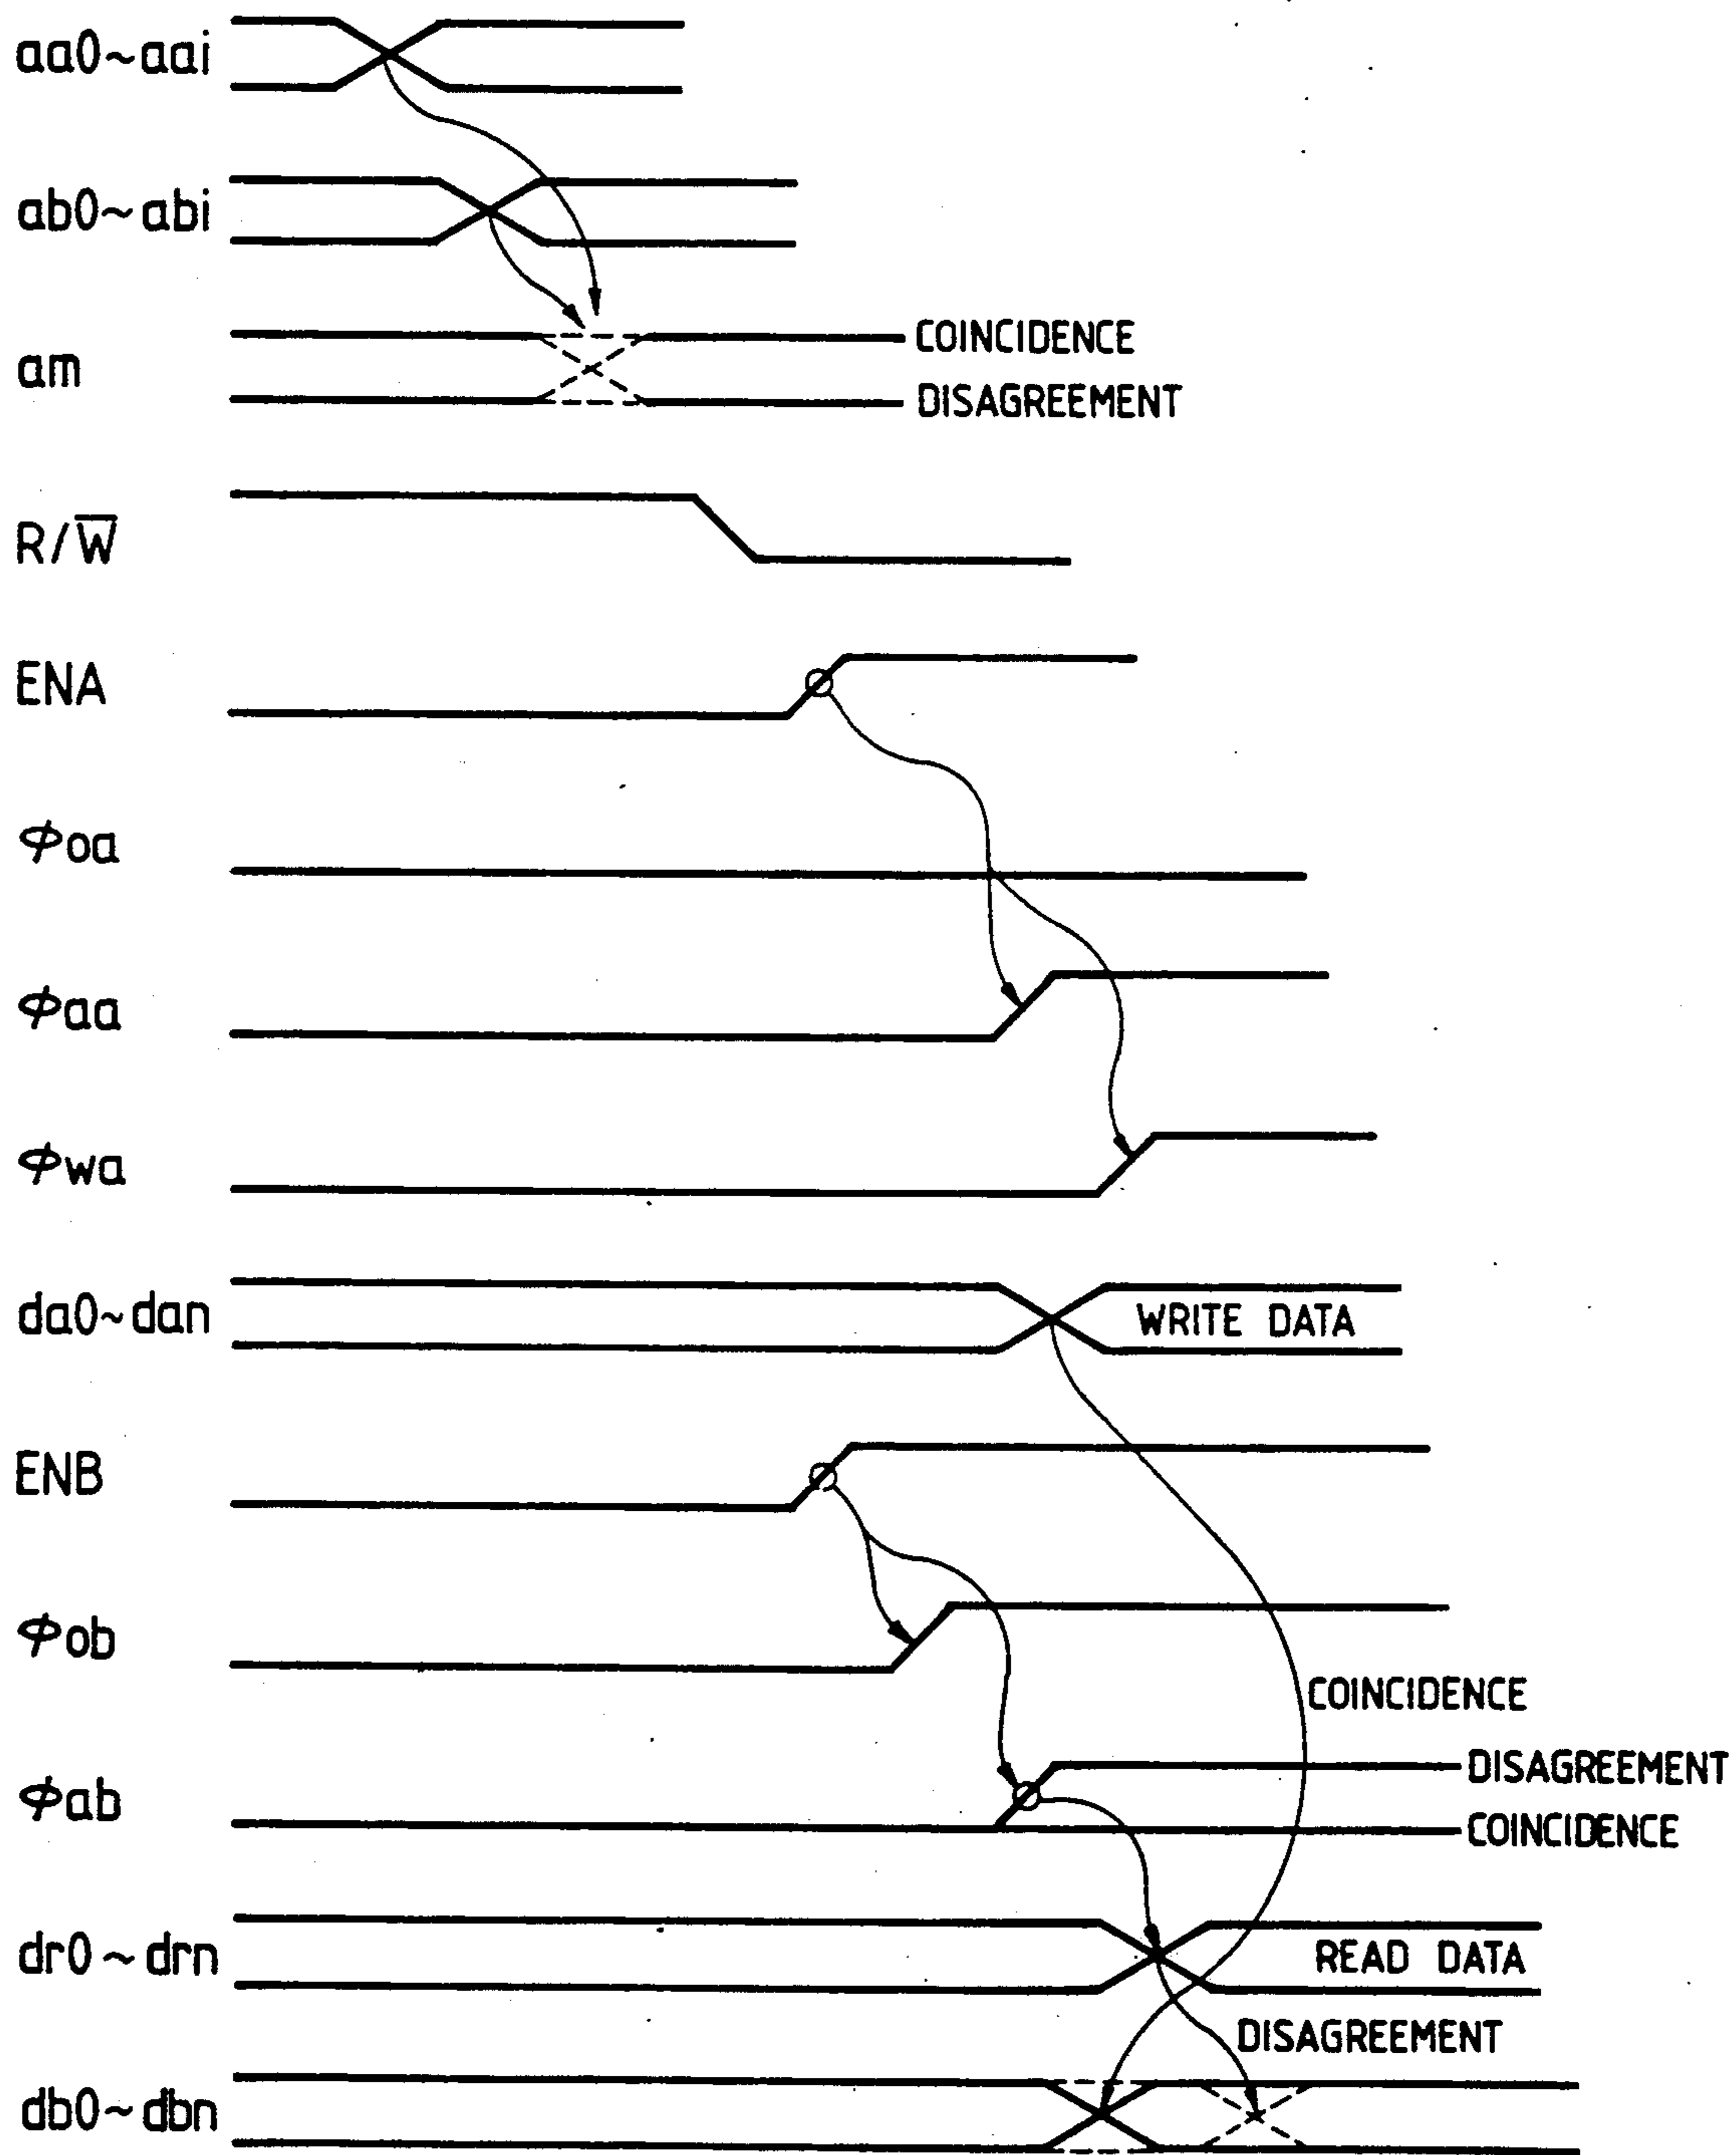 aa0~aai
ab0~abi
am
COINCIDENCE
DISAGREEMENT
R/W̅
ENA
ϕoa
ϕaa
ϕwa
da0~dan
WRITE DATA
ENB
ϕob
COINCIDENCE
ϕab
DISAGREEMENT
COINCIDENCE
dr0~drn
READ DATA
DISAGREEMENT
db0~dbn